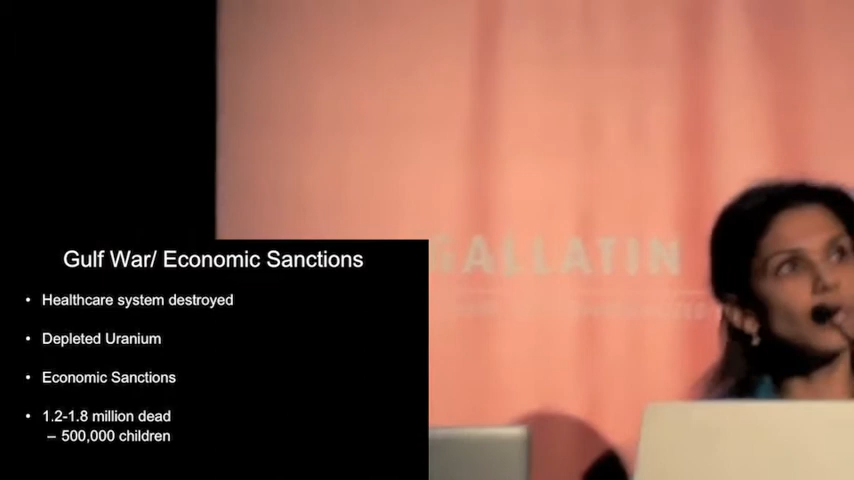 GALLATIN
Gulf War/ Economic Sanctions
• Healthcare system destroyed
• Depleted Uranium
• Economic Sanctions
• 1.2-1.8 million dead
– 500,000 children